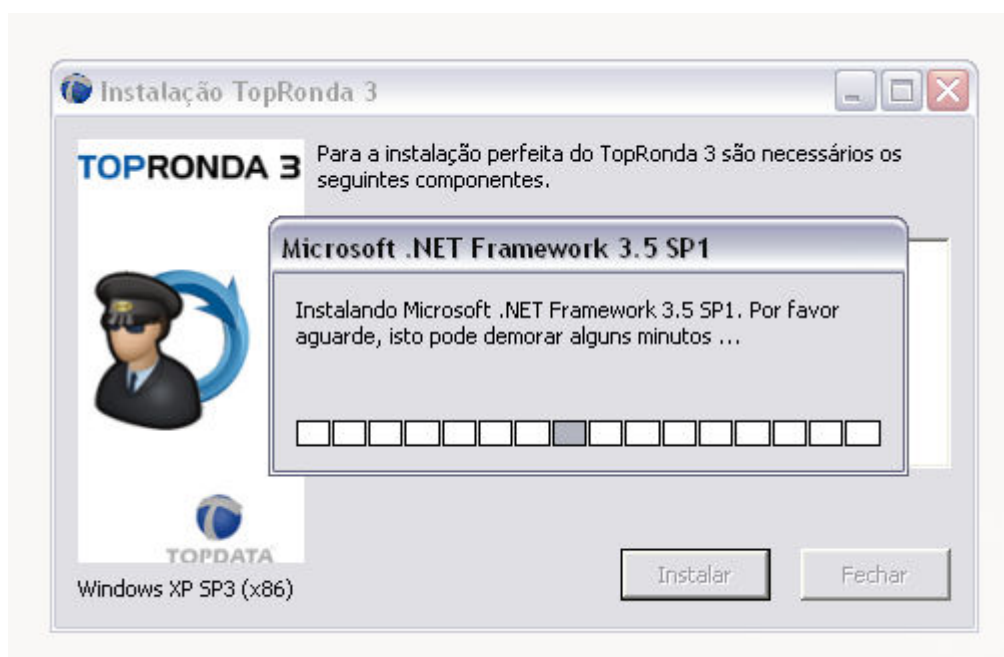 Instalação TopRonda 3
TOPRONDA 3
Para a instalação perfeita do TopRonda 3 são necessários os
seguintes componentes.
Microsoft .NET Framework 3.5 SP1
Instalando Microsoft .NET Framework 3.5 SP1. Por favor
aguarde, isto pode demorar alguns minutos ...
TOPDATA
Windows XP SP3 (x86)
Instalar
Fechar